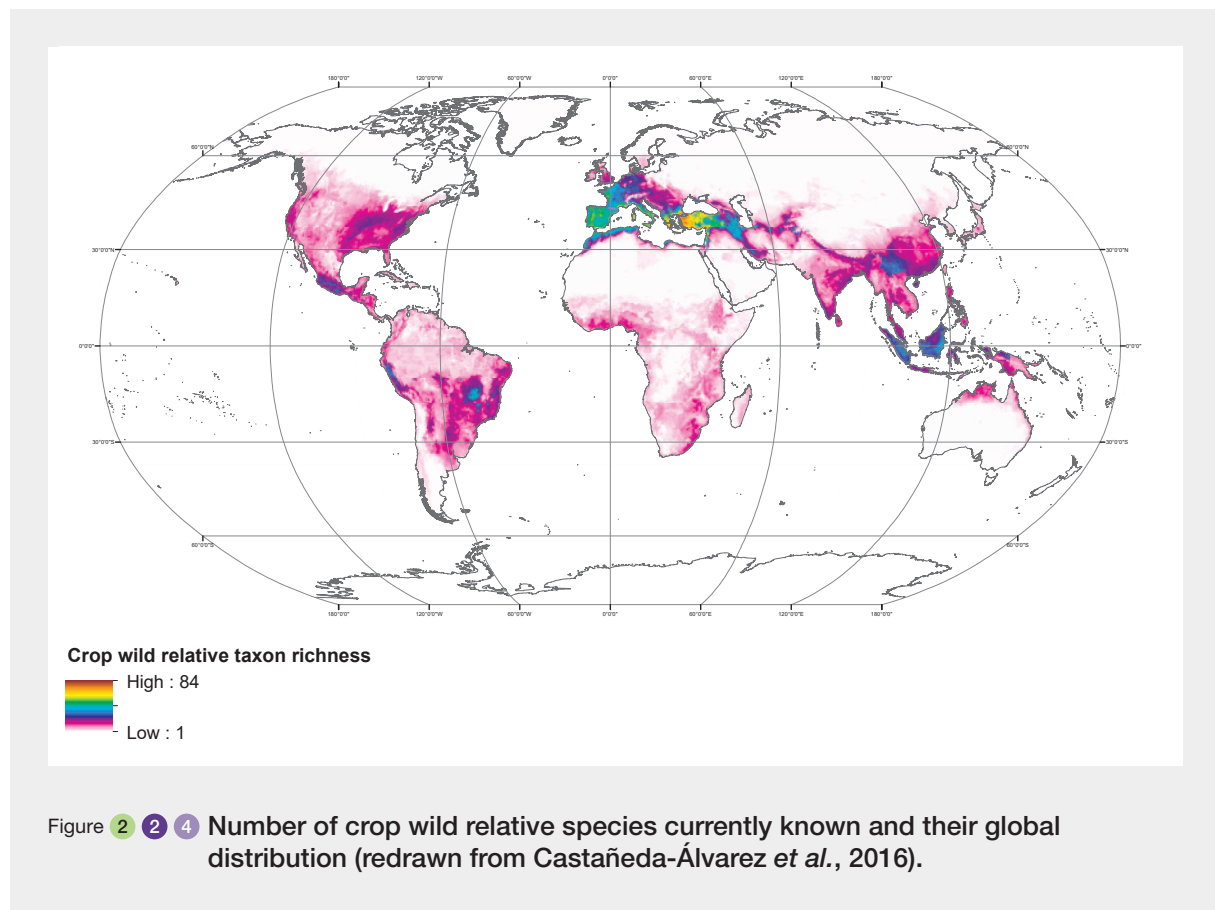 180°0'0" 120°0'0"W 60°0'0"W 0°0'0" 60°0'0"E 120°0'0"E 180°0'0"
60°0'0"N 60°0'0"N
30°0'0"N 30°0'0"N
0°0'0" 0°0'0"
30°0'0"S 30°0'0"S
60°0'0"S 60°0'0"S
180°0'0" 120°0'0"W 60°0'0"W 0°0'0" 60°0'0"E 120°0'0"E 180°0'0"
Crop wild relative taxon richness
High : 84
Low : 1
Figure 2 2 4 Number of crop wild relative species currently known and their global
distribution (redrawn from Castañeda-Álvarez et al., 2016).